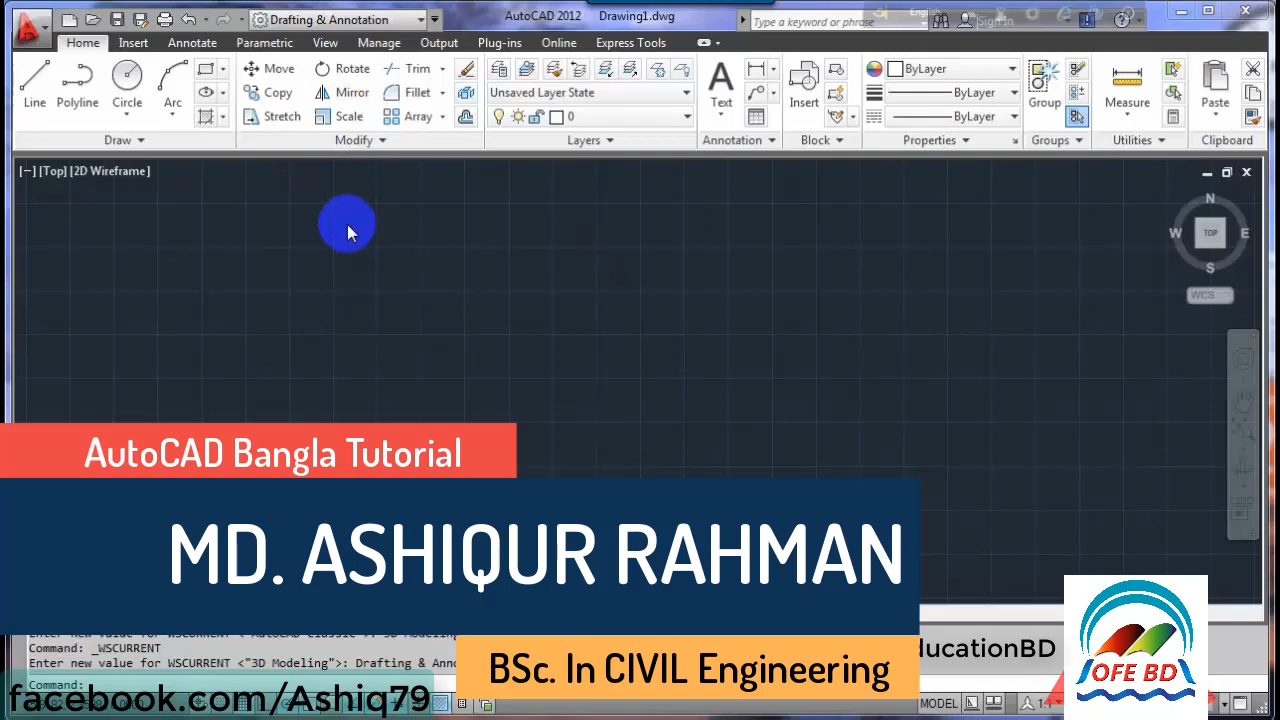 Drafting & Annotation
AutoCAD 2012 Drawing1.dwg
Type a keyword or phrase
Sign In
Home Insert Annotate Parametric View Manage Output Plug-ins Online Express Tools
Line Polyline Circle Arc
Move Rotate Trim
Copy Mirror Fillet
Stretch Scale Array
Unsaved Layer State
0
Text
Insert
ByLayer
ByLayer
ByLayer
Group
Measure
Paste
Draw Modify Layers Annotation Block Properties Groups Utilities Clipboard
[−] [Top] [2D Wireframe]
N
W TOP E
S
WCS
AutoCAD Bangla Tutorial
MD. ASHIQUR RAHMAN
BSc. In CIVIL Engineering
Command: _WSCURRENT
Enter new value for WSCURRENT <"3D Modeling">: Drafting & Anno
Command:
facebook.com/Ashiq79
ducationBD
OFE BD
MODEL
1:1